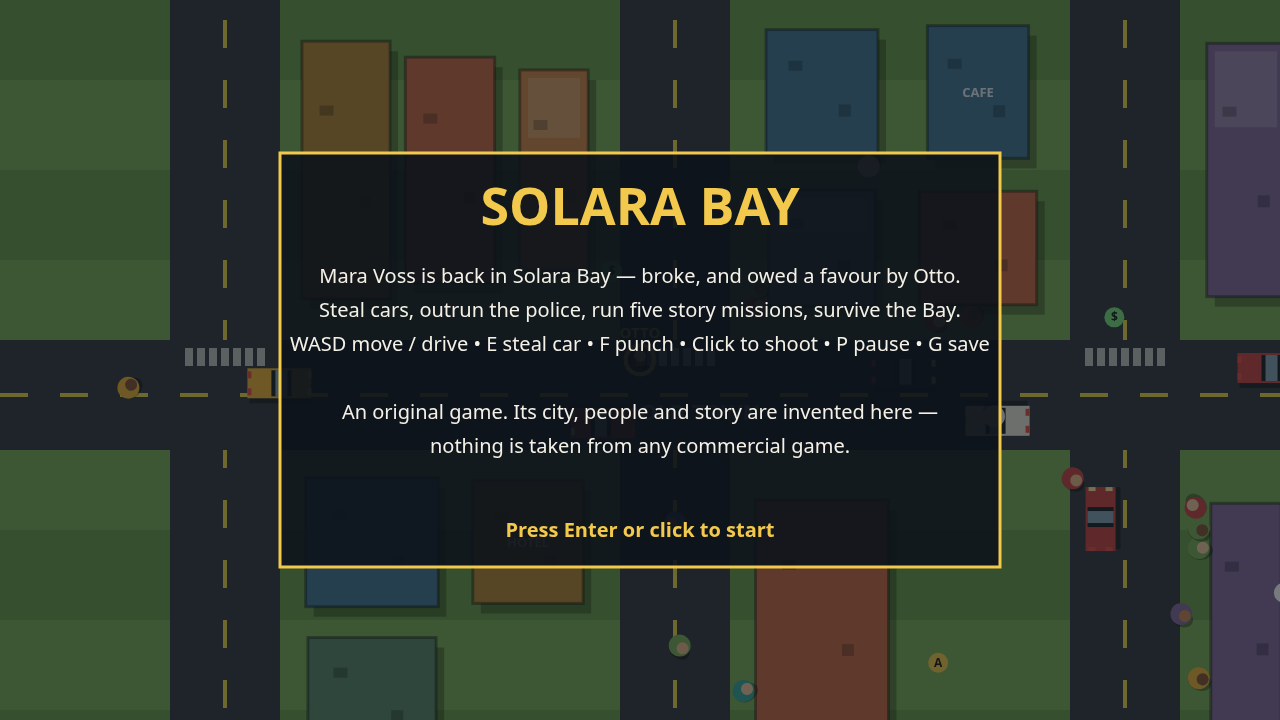 CAFE
SOLARA BAY
Mara Voss is back in Solara Bay — broke, and owed a favour by Otto.
Steal cars, outrun the police, run five story missions, survive the Bay.
OTTO
WASD move / drive • E steal car • F punch • Click to shoot • P pause • G save
$
An original game. Its city, people and story are invented here —
nothing is taken from any commercial game.
Press Enter or click to start
HOTEL
A